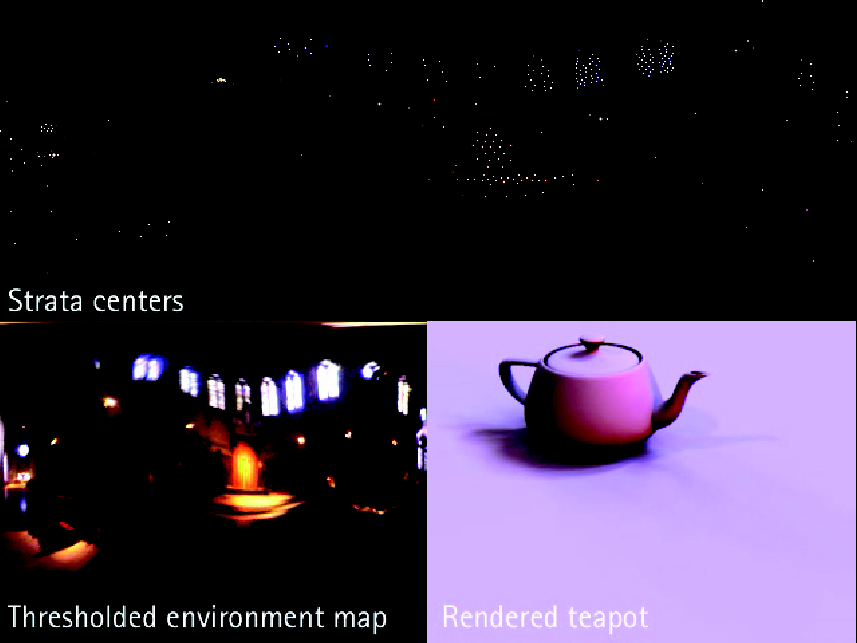 Strata centers
Thresholded environment map
Rendered teapot